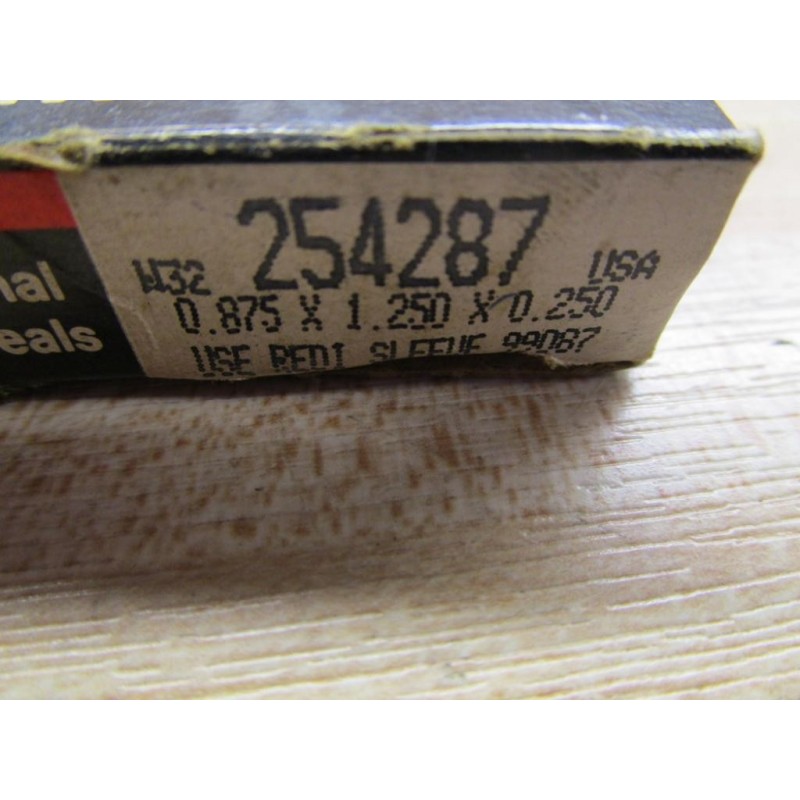 nal
eals
254287
W32 USA
0.875 X 1.250 X 0.250
USE REDI SLEEVE 99087